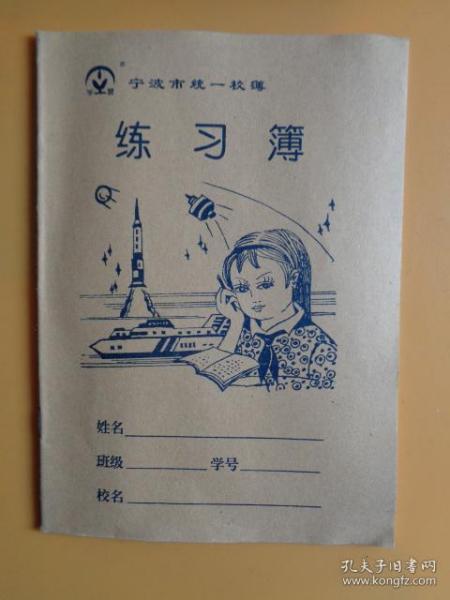 宁波市统一校簿
练习簿
姓名
班级 学号
校名
孔夫子旧书网
www.kongfz.com